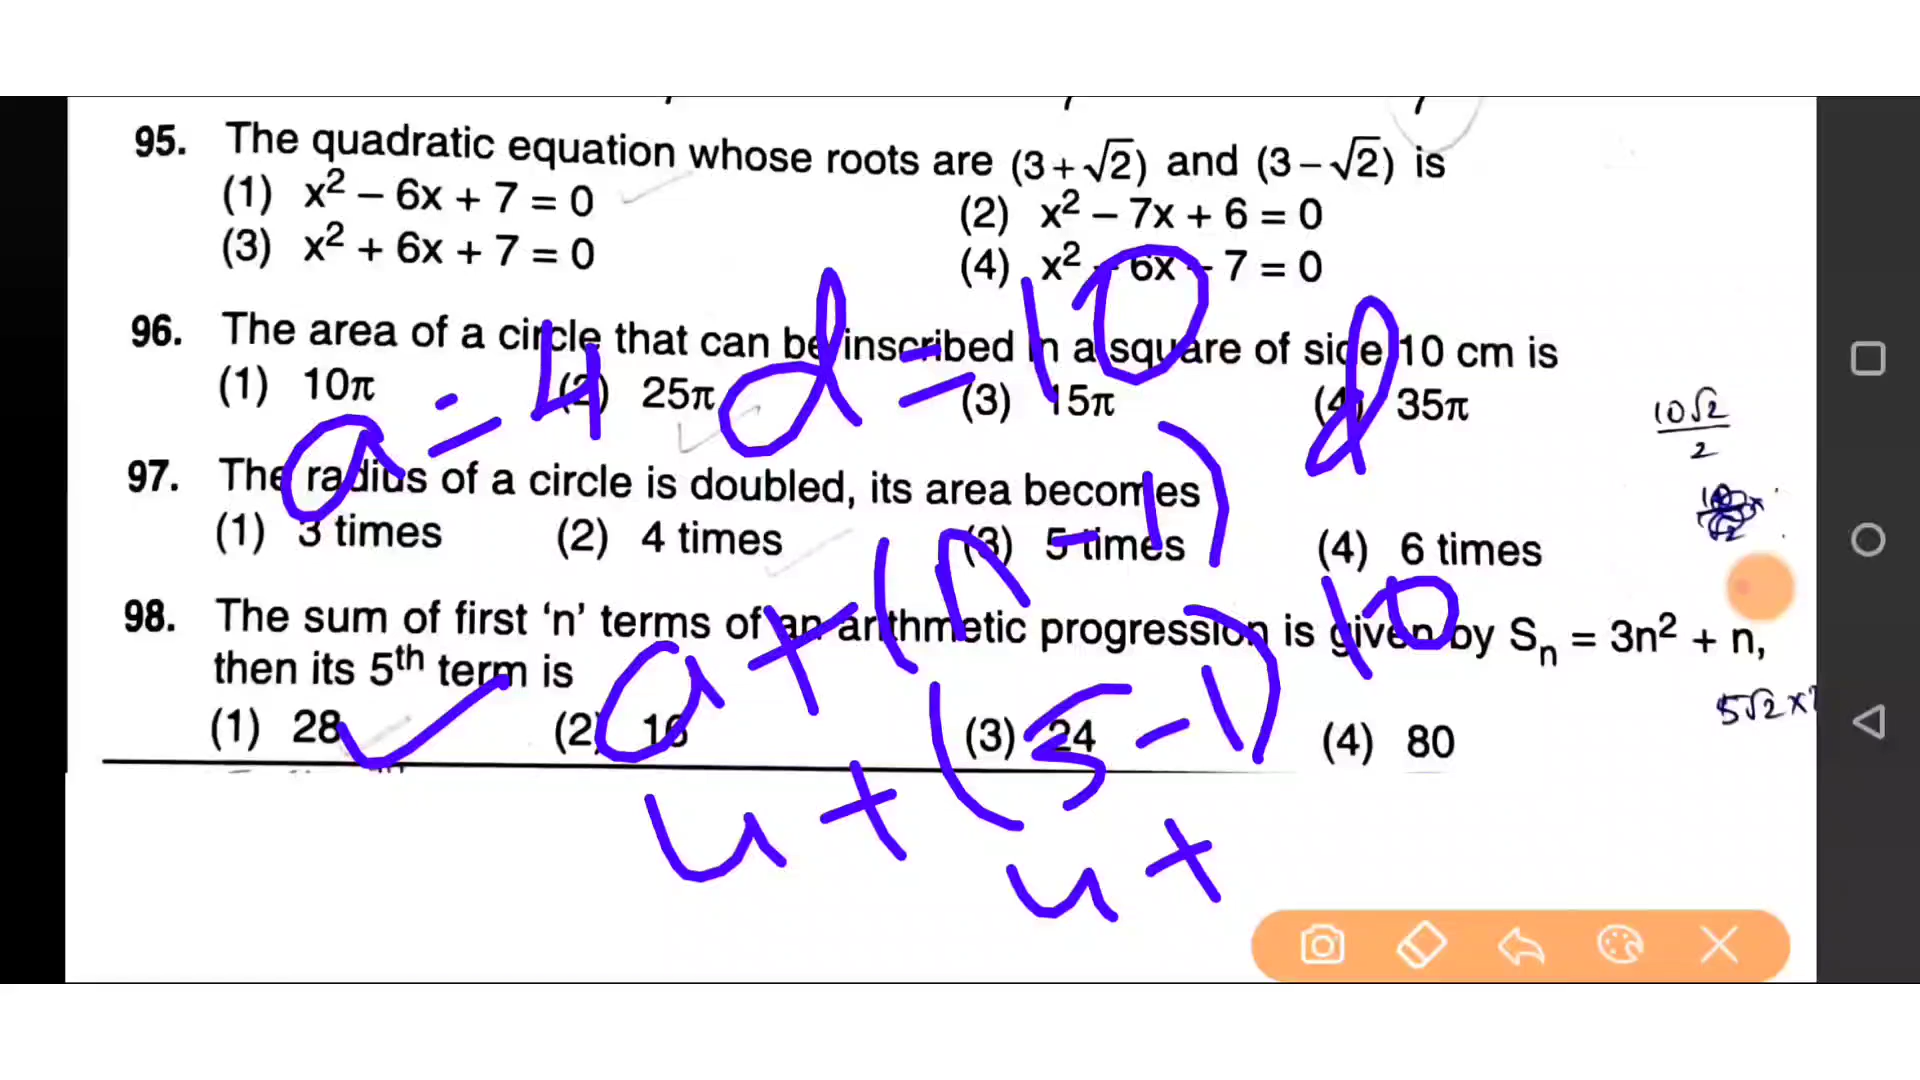 95. The quadratic equation whose roots are (3+√2) and (3−√2) is
(1) x² − 6x + 7 = 0
(2) x² − 7x + 6 = 0
(3) x² + 6x + 7 = 0
(4) x² − 6x − 7 = 0
96. The area of a circle that can be inscribed in a square of side 10 cm is
(1) 10π (2) 25π (3) 15π (4) 35π
97. The radius of a circle is doubled, its area becomes
(1) 3 times (2) 4 times (3) 5 times (4) 6 times
98. The sum of first ‘n’ terms of an arithmetic progression is given by Sₙ = 3n² + n,
then its 5th term is
(1) 28 (2) 16 (3) 24 (4) 80
a = 4 d = 10 d
a + (n - 1)
4 + (5 - 1) 10
4 +
10√2
2
5√2 x